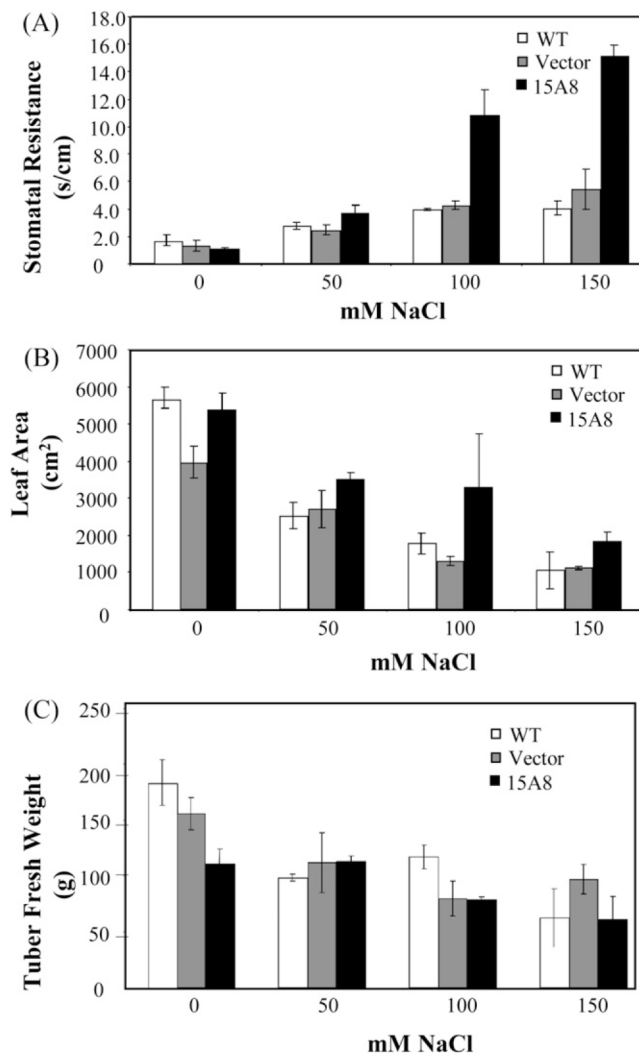 (A)
Stomatal Resistance
(s/cm)
18.0
16.0
14.0
12.0
10.0
8.0
6.0
4.0
2.0
0
WT
Vector
15A8
0 50 100 150
mM NaCl
(B)
Leaf Area
(cm²)
7000
6000
5000
4000
3000
2000
1000
0
WT
Vector
15A8
0 50 100 150
mM NaCl
(C)
Tuber Fresh Weight
(g)
250
200
150
100
50
0
WT
Vector
15A8
0 50 100 150
mM NaCl